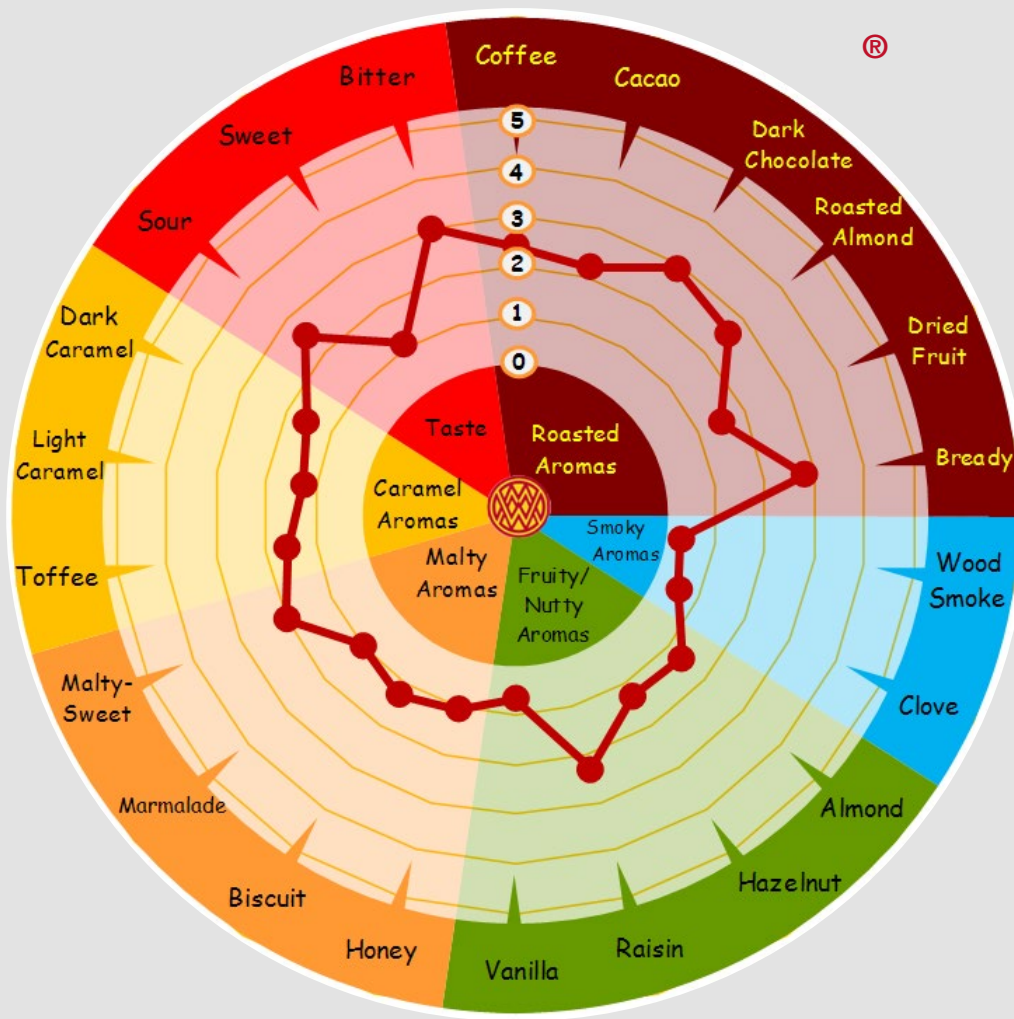 ®
Coffee
Cacao
Dark
Chocolate
Roasted
Almond
Dried
Fruit
Bready
Wood
Smoke
Clove
Almond
Hazelnut
Raisin
Vanilla
Honey
Biscuit
Marmalade
Malty-
Sweet
Toffee
Light
Caramel
Dark
Caramel
Sour
Sweet
Bitter
5
4
3
2
1
0
Taste
Roasted
Aromas
Caramel
Aromas
Smoky
Aromas
Malty
Aromas
Fruity/
Nutty
Aromas